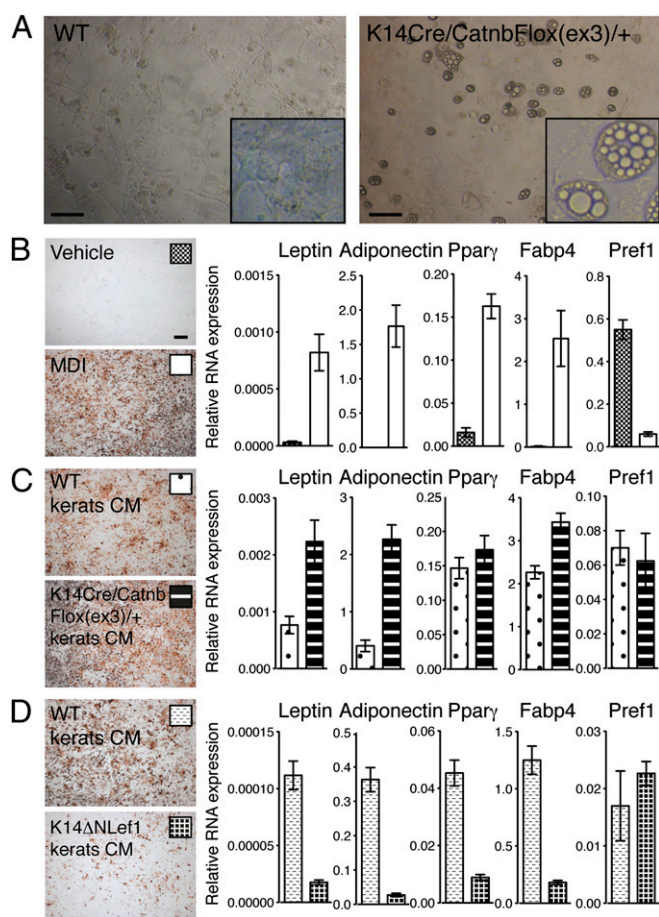 A
WT
K14Cre/CatnbFlox(ex3)/+
B
Vehicle
MDI
Relative RNA expression
Leptin
0.0015
0.0010
0.0005
0.0000
Adiponectin
2.5
2.0
1.5
1.0
0.5
0.0
Pparγ
0.20
0.15
0.10
0.05
0.00
Fabp4
4
3
2
1
0
Pref1
0.8
0.6
0.4
0.2
0.0
C
WT
kerats CM
K14Cre/Catnb
Flox(ex3)/+
kerats CM
Relative RNA expression
Leptin
0.003
0.002
0.001
0.000
Adiponectin
3
2
1
0
Pparγ
0.25
0.20
0.15
0.10
0.05
0.00
Fabp4
4
3
2
1
0
Pref1
0.10
0.08
0.06
0.04
0.02
0.00
D
WT
kerats CM
K14ΔNLef1
kerats CM
Relative RNA expression
Leptin
0.00015
0.00010
0.00005
0.00000
Adiponectin
0.5
0.4
0.3
0.2
0.1
0.0
Pparγ
0.06
0.04
0.02
0.00
Fabp4
1.5
1.0
0.5
0.0
Pref1
0.03
0.02
0.01
0.00